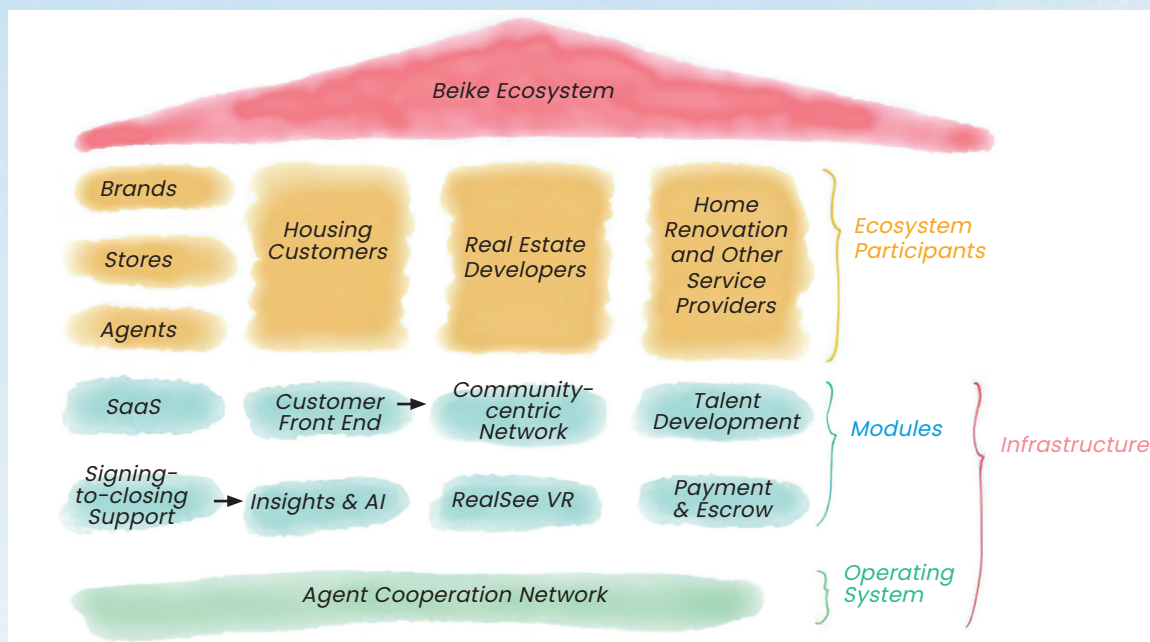 Beike Ecosystem
Brands
Stores
Agents
Housing
Customers
Real Estate
Developers
Home
Renovation
and Other
Service
Providers
Ecosystem
Participants
SaaS
Customer
Front End
Community-
centric
Network
Talent
Development
Modules
Infrastructure
Signing-
to-closing
Support
Insights & AI
RealSee VR
Payment
& Escrow
Agent Cooperation Network
Operating
System